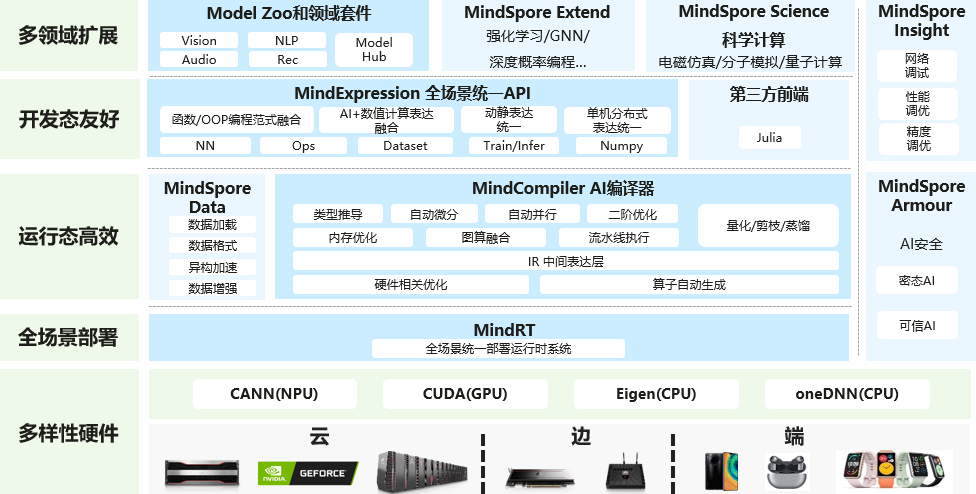 多领域扩展
Model Zoo和领域套件
Vision
NLP
Audio
Rec
Model
Hub
MindSpore Extend
强化学习/GNN/
深度概率编程...
MindSpore Science
科学计算
电磁仿真/分子模拟/量子计算
MindSpore
Insight
网络
调试
性能
调优
精度
调优
开发态友好
MindExpression 全场景统一API
函数/OOP编程范式融合
AI+数值计算表达
融合
动静表达
统一
单机分布式
表达统一
NN
Ops
Dataset
Train/Infer
Numpy
第三方前端
Julia
运行态高效
MindSpore
Data
数据加载
数据格式
异构加速
数据增强
MindCompiler AI编译器
类型推导
自动微分
自动并行
二阶优化
内存优化
图算融合
流水线执行
量化/剪枝/蒸馏
IR 中间表达层
硬件相关优化
算子自动生成
MindSpore
Armour
AI安全
密态AI
可信AI
全场景部署
MindRT
全场景统一部署运行时系统
多样性硬件
CANN(NPU)
CUDA(GPU)
Eigen(CPU)
oneDNN(CPU)
云
边
端
NVIDIA
GEFORCE